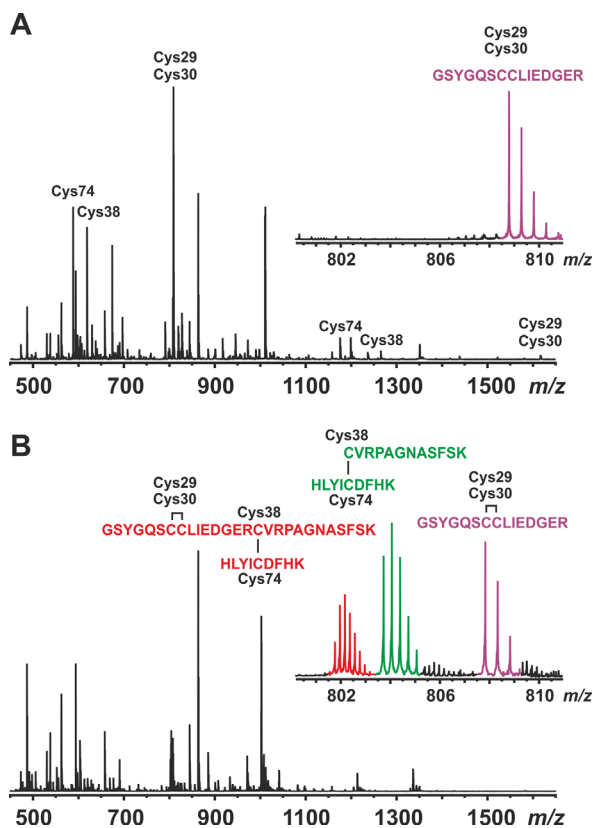 A
Cys29
Cys30
Cys29
Cys30
GSYGQSCCLIEDGER
Cys74
Cys38
802 806 810 m/z
Cys74
Cys38
Cys29
Cys30
500 700 900 1100 1300 1500 m/z
B
Cys38
CVRPAGNASFSK
HLYICDFHK
Cys74
Cys29
Cys30
Cys38
Cys29
Cys30
GSYGQSCCLIEDGERCVRPAGNASFSK
GSYGQSCCLIEDGER
HLYICDFHK
Cys74
802 806 810 m/z
500 700 900 1100 1300 1500 m/z